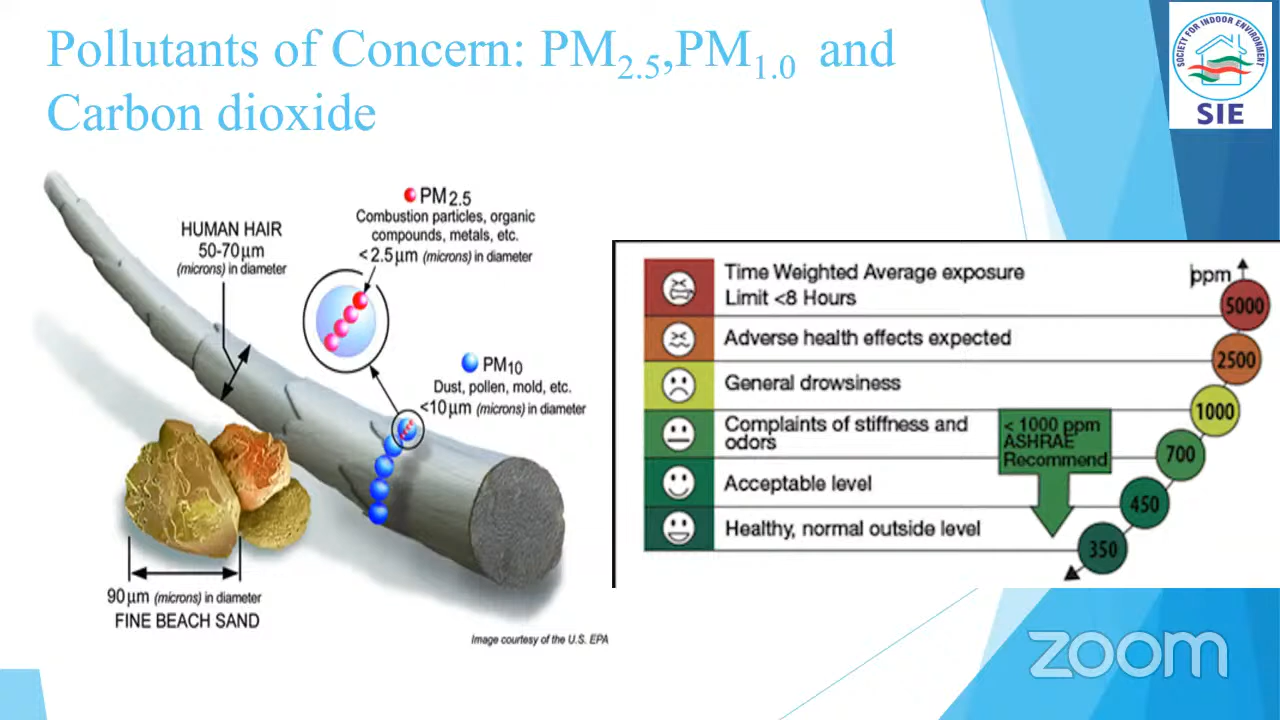 Pollutants of Concern: PM2.5,PM1.0 and
Carbon dioxide
SOCIETY FOR INDOOR ENVIRONMENT
SIE
HUMAN HAIR
50-70μm
(microns) in diameter
PM2.5
Combustion particles, organic
compounds, metals, etc.
<2.5μm (microns) in diameter
PM10
Dust, pollen, mold, etc.
<10μm (microns) in diameter
90μm (microns) in diameter
FINE BEACH SAND
Image courtesy of the U.S. EPA
ppm
Time Weighted Average exposure
Limit <8 Hours
5000
Adverse health effects expected
2500
General drowsiness
1000
Complaints of stiffness and
odors
700
< 1000 ppm
ASHRAE
Recommend
Acceptable level
450
Healthy, normal outside level
350
zoom